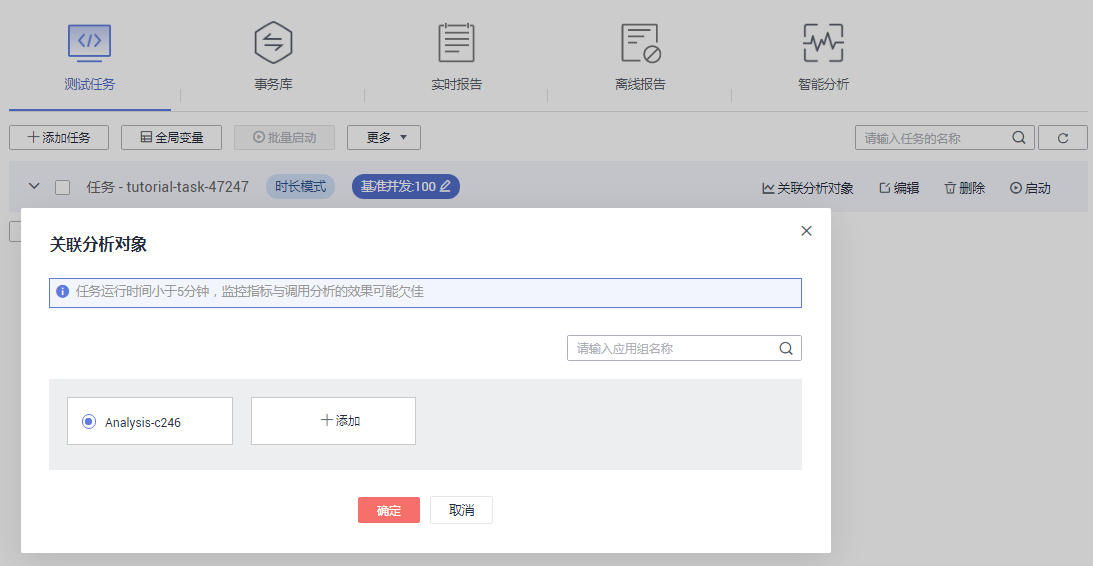 测试任务
事务库
实时报告
离线报告
智能分析
添加任务
全局变量
批量启动
更多
请输入任务的名称
任务 - tutorial-task-47247
时长模式
基准并发:100
关联分析对象
编辑
删除
启动
关联分析对象
任务运行时间小于5分钟，监控指标与调用分析的效果可能欠佳
请输入应用组名称
Analysis-c246
添加
确定
取消